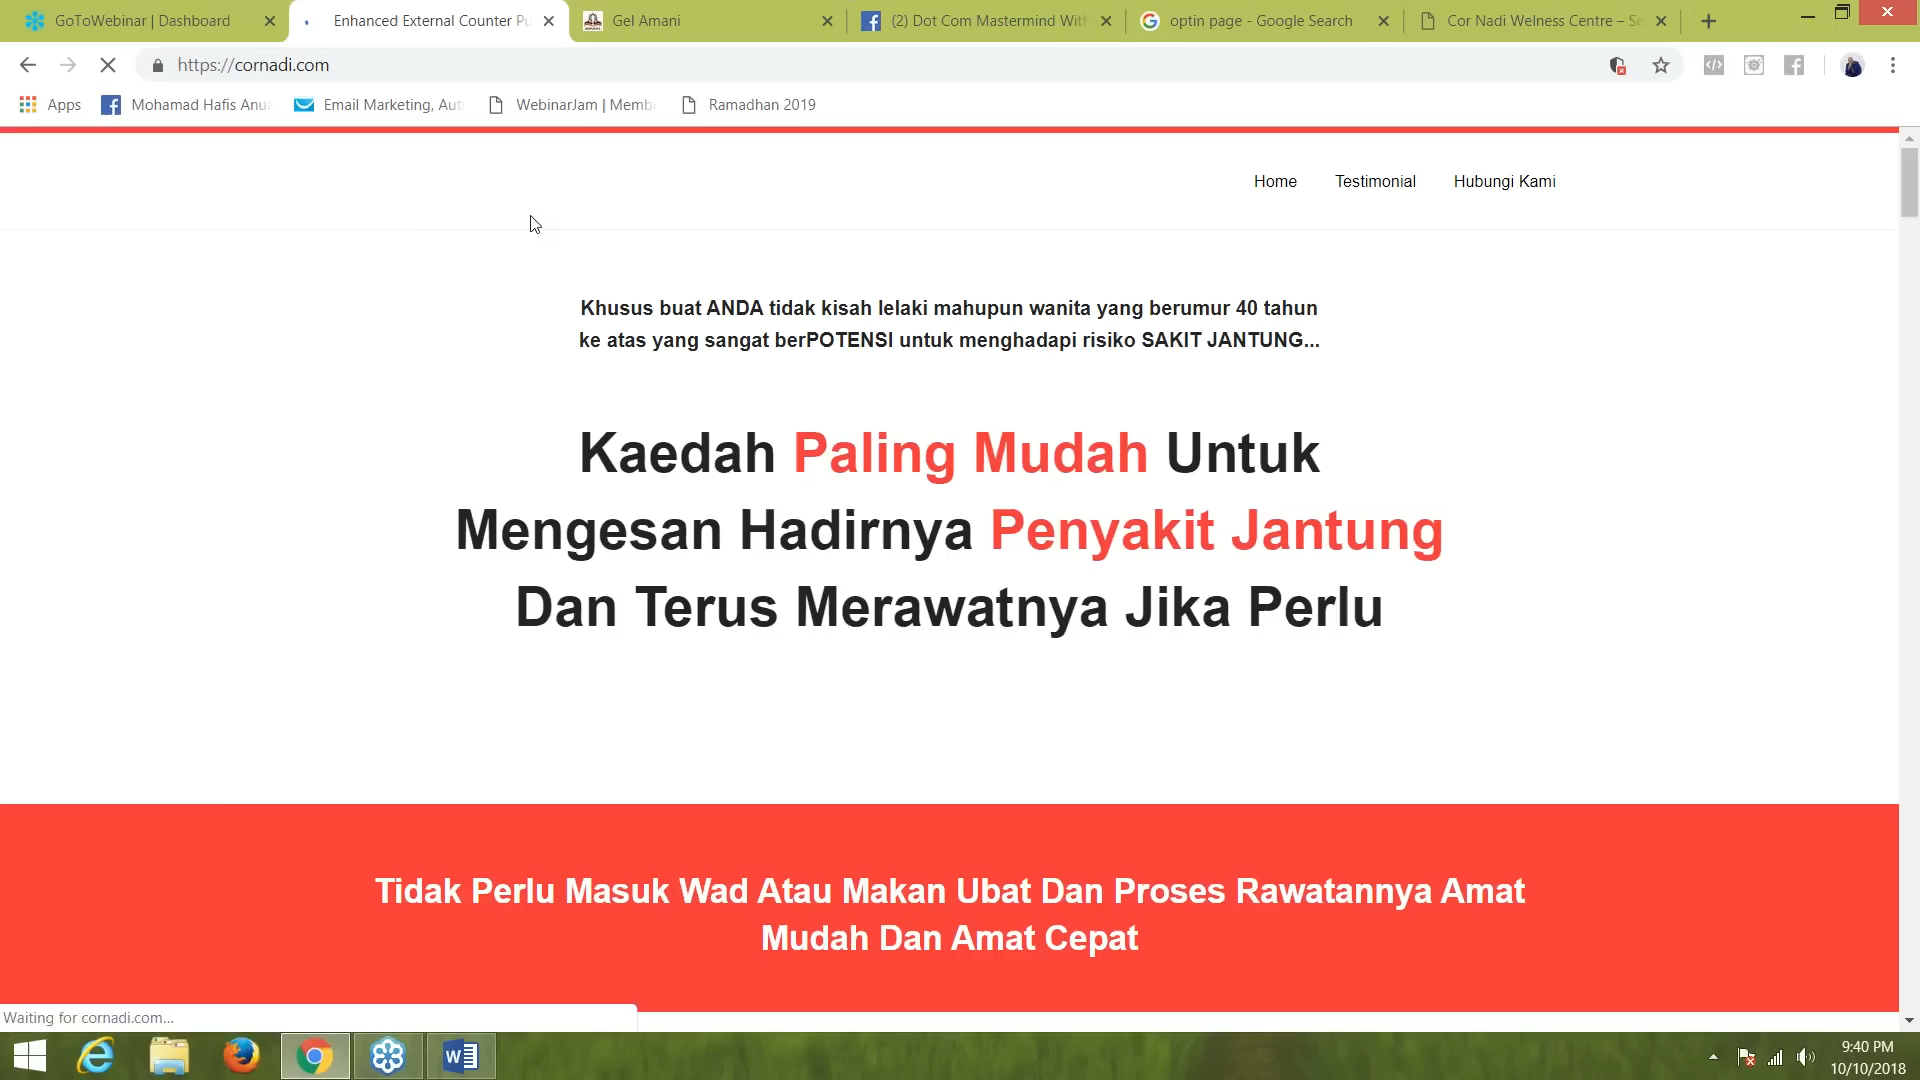 GoToWebinar | Dashboard
Enhanced External Counter Pu
Gel Amani
(2) Dot Com Mastermind With
optin page - Google Search
Cor Nadi Welness Centre – Se
https://cornadi.com
Apps
Mohamad Hafis Anua
Email Marketing, Aut
WebinarJam | Memb
Ramadhan 2019
Home
Testimonial
Hubungi Kami
Khusus buat ANDA tidak kisah lelaki mahupun wanita yang berumur 40 tahun
ke atas yang sangat berPOTENSI untuk menghadapi risiko SAKIT JANTUNG...
Kaedah Paling Mudah Untuk
Mengesan Hadirnya Penyakit Jantung
Dan Terus Merawatnya Jika Perlu
Tidak Perlu Masuk Wad Atau Makan Ubat Dan Proses Rawatannya Amat
Mudah Dan Amat Cepat
Waiting for cornadi.com...
9:40 PM
10/10/2018